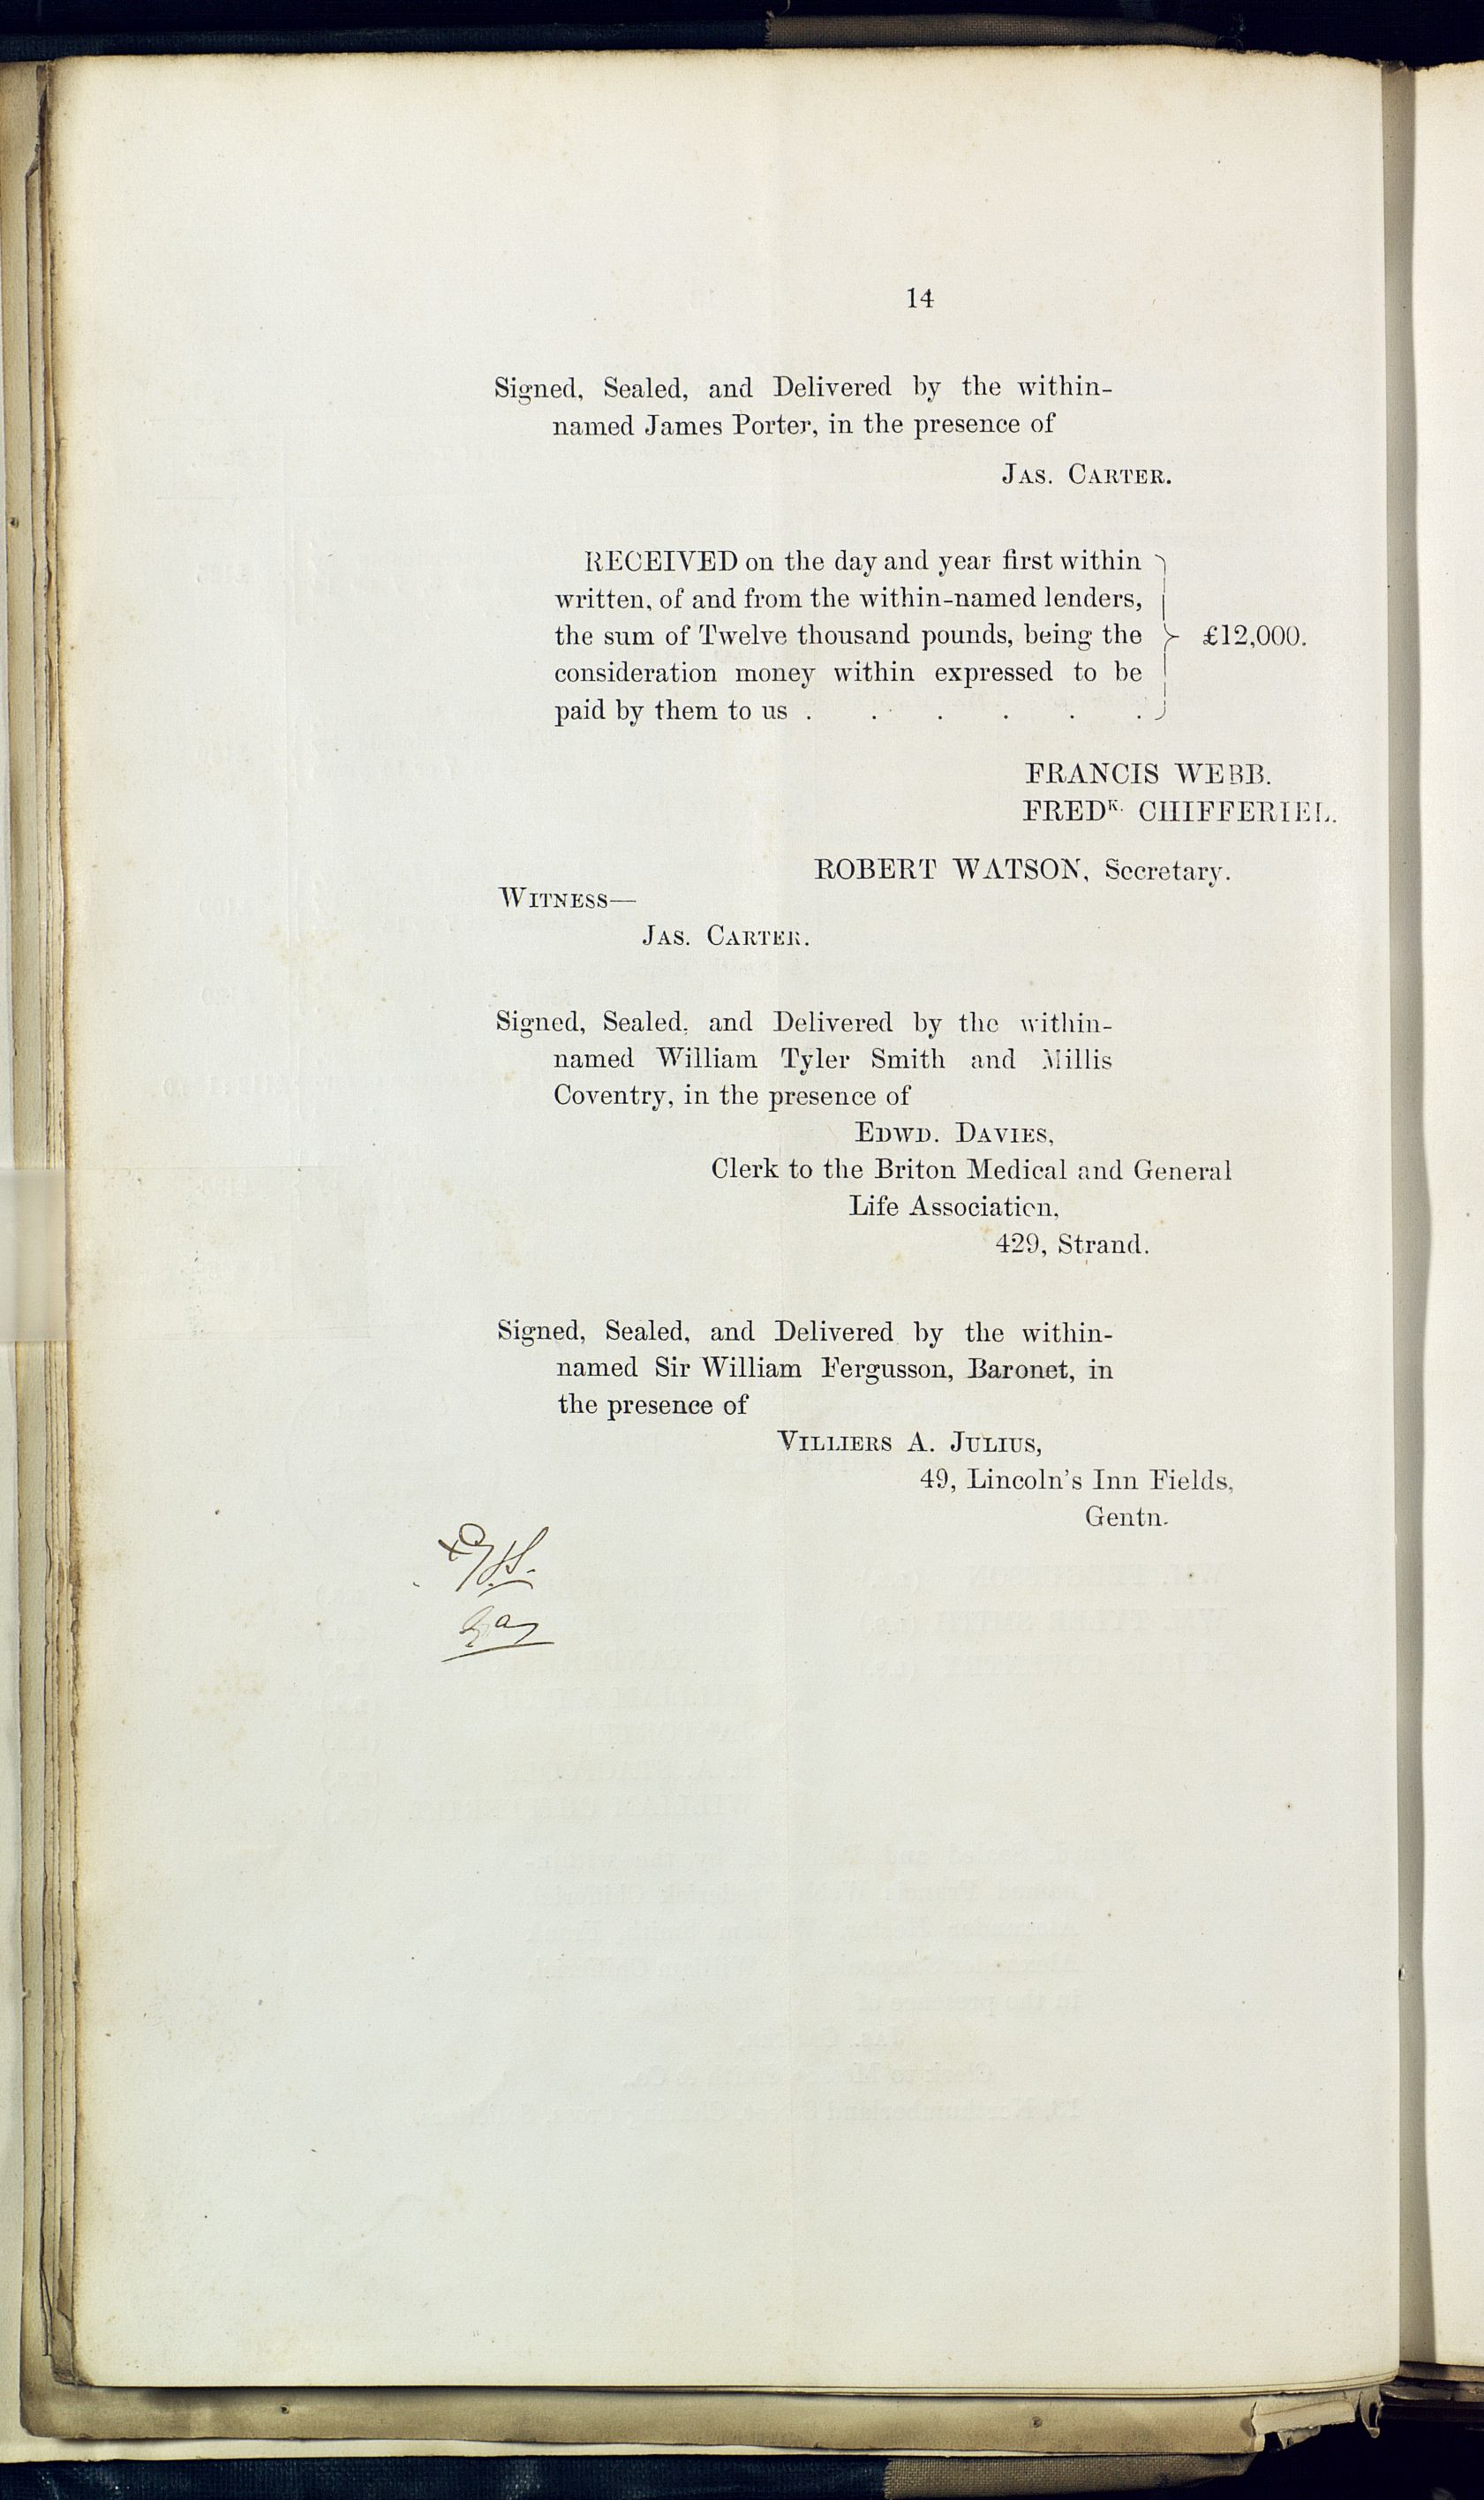 14
Signed, Sealed, and Delivered by the within-
named James Porter, in the presence of
JAS. CARTER.
RECEIVED on the day and year first within
written, of and from the within-named lenders,
the sum of Twelve thousand pounds, being the
£12,000.
consideration money within expressed to be
paid by them to us . . . . . .
FRANCIS WEBB.
FREDK. CHIFFERIEL.
ROBERT WATSON, Secretary.
WITNESS—
JAS. CARTER.
Signed, Sealed, and Delivered by the within-
named William Tyler Smith and Millis
Coventry, in the presence of
EDWD. DAVIES,
Clerk to the Briton Medical and General
Life Association,
429, Strand.
Signed, Sealed, and Delivered by the within-
named Sir William Fergusson, Baronet, in
the presence of
VILLIERS A. JULIUS,
49, Lincoln's Inn Fields,
Gentn.